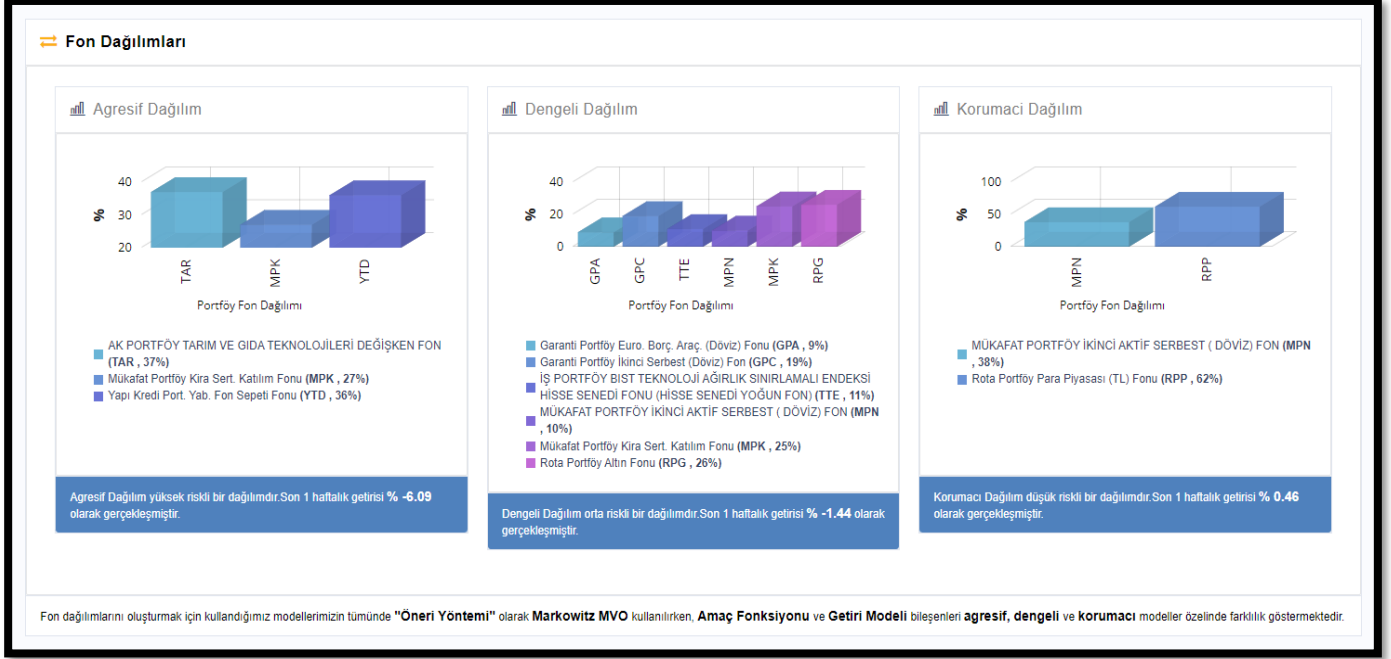 Fon Dağılımları
Agresif Dağılım
40
30
20
%
TAR
MPK
YTD
Portföy Fon Dağılımı
AK PORTFÖY TARIM VE GIDA TEKNOLOJİLERİ DEĞİŞKEN FON
(TAR , 37%)
Mükafat Portföy Kira Sert. Katılım Fonu (MPK , 27%)
Yapı Kredi Port. Yab. Fon Sepeti Fonu (YTD , 36%)
Agresif Dağılım yüksek riskli bir dağılımdır.Son 1 haftalık getirisi % -6.09
olarak gerçekleşmiştir.
Dengeli Dağılım
40
20
0
%
GPA
GPC
TTE
MPN
MPK
RPG
Portföy Fon Dağılımı
Garanti Portföy Euro. Borç. Araç. (Döviz) Fonu (GPA , 9%)
Garanti Portföy İkinci Serbest (Döviz) Fon (GPC , 19%)
İŞ PORTFÖY BIST TEKNOLOJİ AĞIRLIK SINIRLAMALI ENDEKSİ
HİSSE SENEDİ FONU (HİSSE SENEDİ YOĞUN FON) (TTE , 11%)
MÜKAFAT PORTFÖY İKİNCİ AKTİF SERBEST ( DÖVİZ) FON (MPN
, 10%)
Mükafat Portföy Kira Sert. Katılım Fonu (MPK , 25%)
Rota Portföy Altın Fonu (RPG , 26%)
Dengeli Dağılım orta riskli bir dağılımdır.Son 1 haftalık getirisi % -1.44 olarak
gerçekleşmiştir.
Korumaci Dağılım
100
50
0
%
MPN
RPP
Portföy Fon Dağılımı
MÜKAFAT PORTFÖY İKİNCİ AKTİF SERBEST ( DÖVİZ) FON (MPN
, 38%)
Rota Portföy Para Piyasası (TL) Fonu (RPP , 62%)
Korumacı Dağılım düşük riskli bir dağılımdır.Son 1 haftalık getirisi % 0.46
olarak gerçekleşmiştir.
Fon dağılımlarını oluşturmak için kullandığımız modellerimizin tümünde "Öneri Yöntemi" olarak Markowitz MVO kullanılırken, Amaç Fonksiyonu ve Getiri Modeli bileşenleri agresif, dengeli ve korumacı modeller özelinde farklılık göstermektedir.